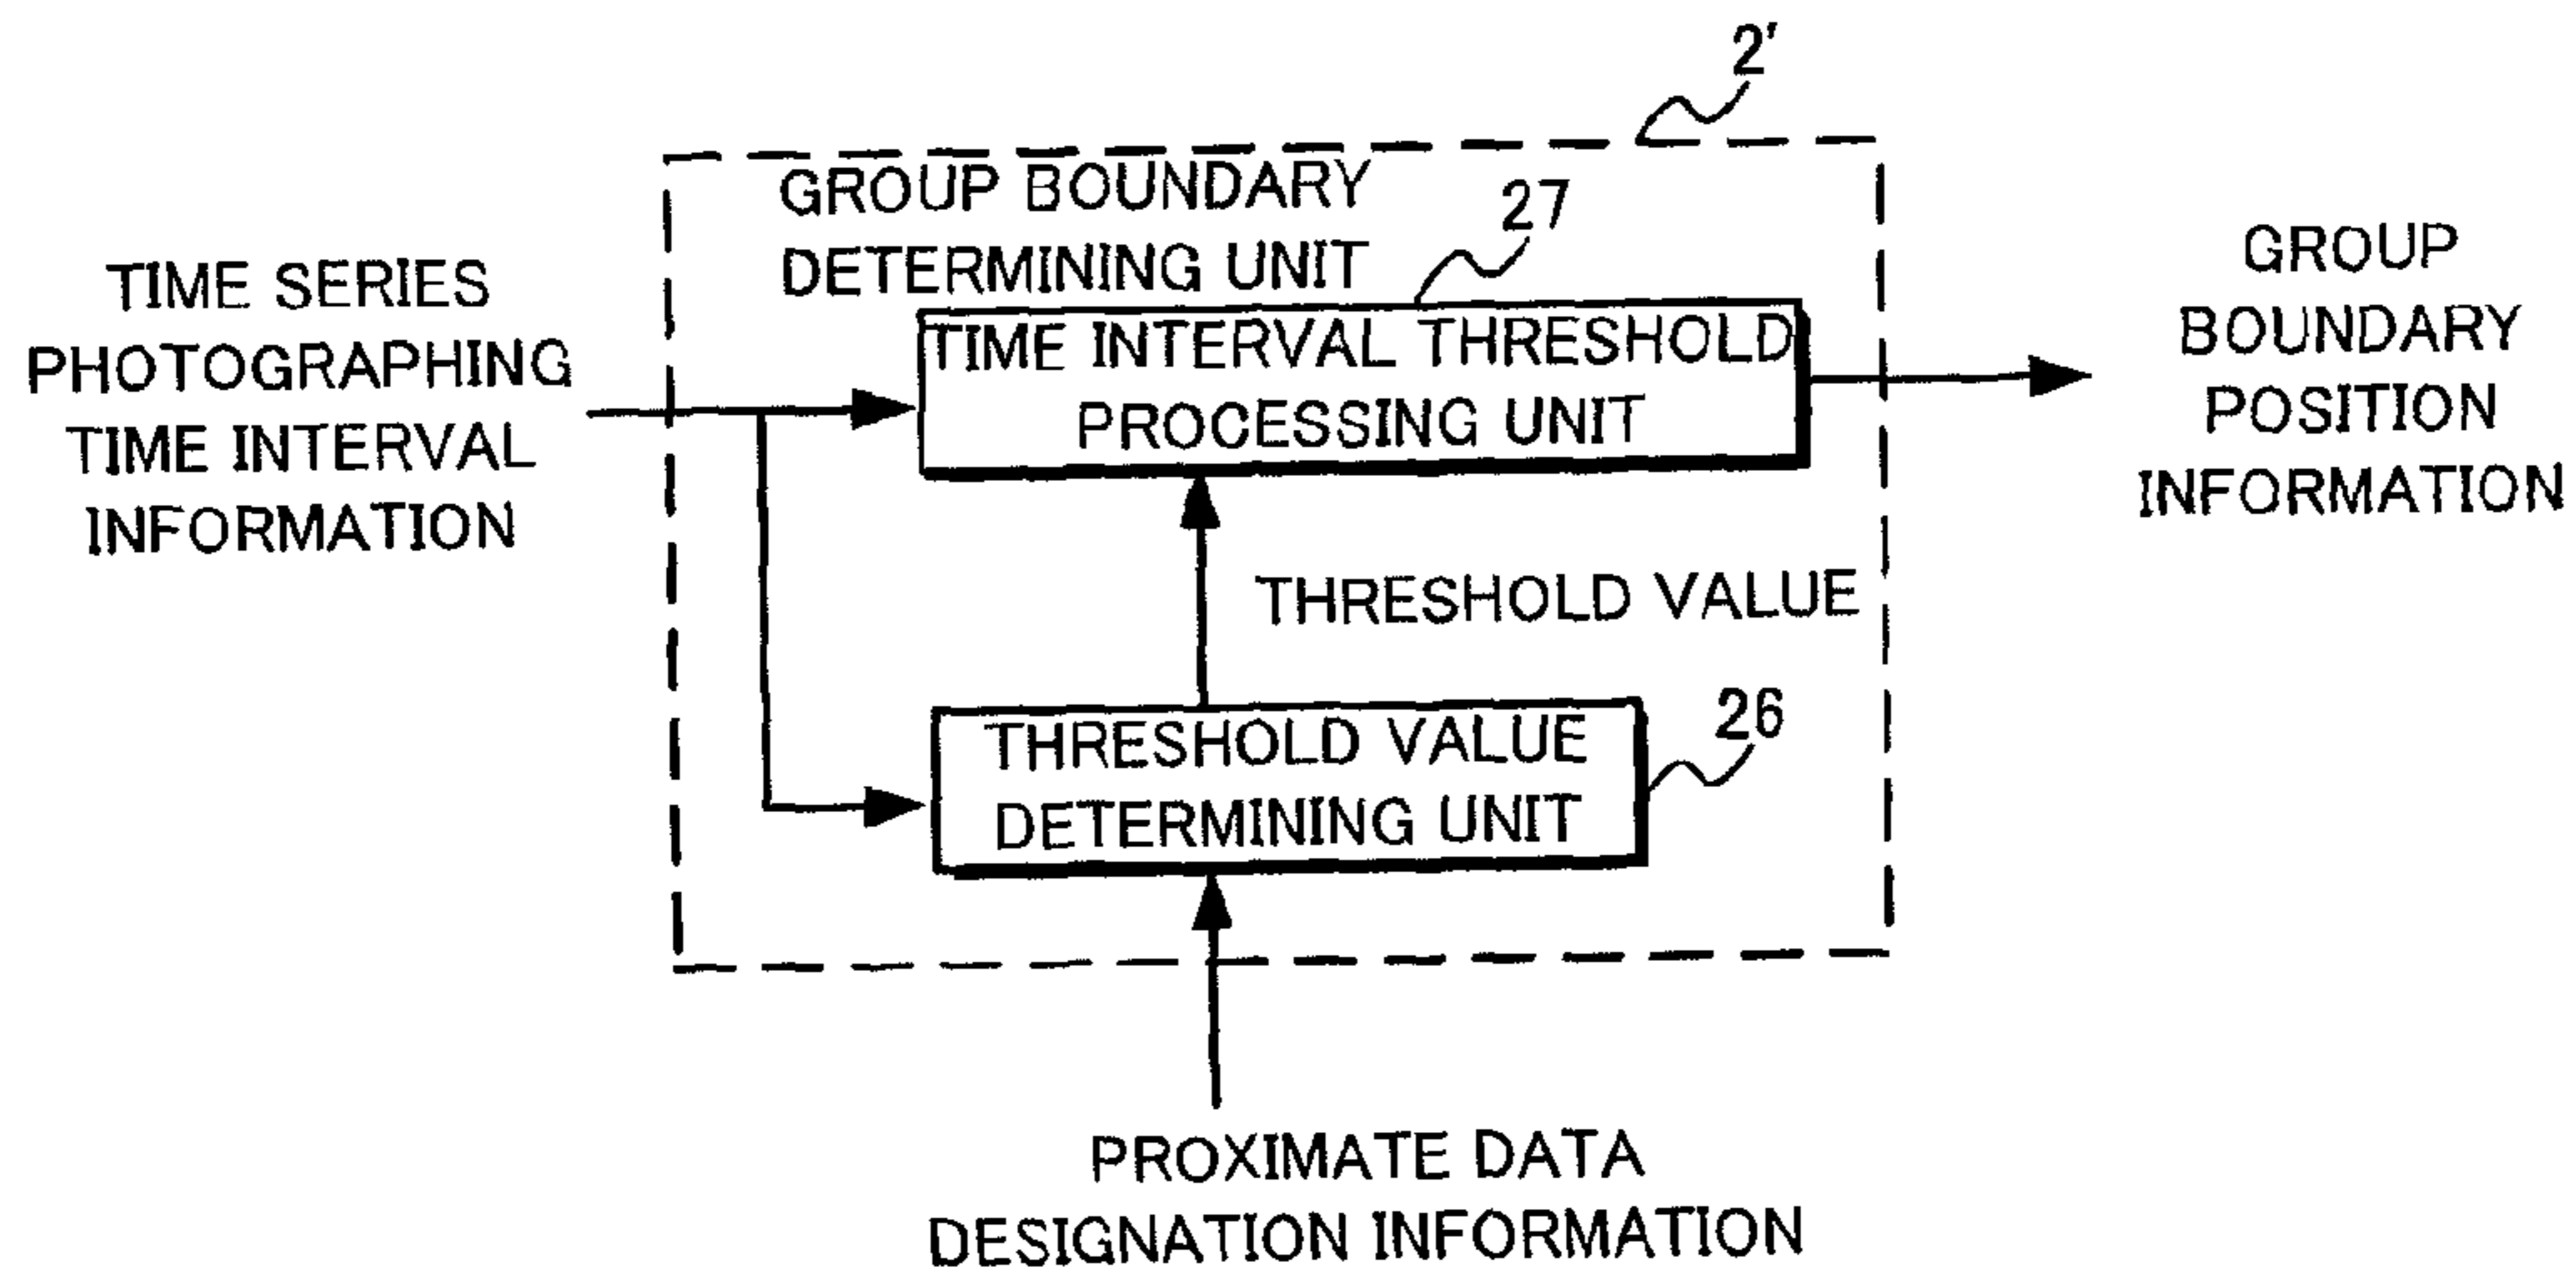 2'
GROUP BOUNDARY
DETERMINING UNIT
27
TIME SERIES
PHOTOGRAPHING
TIME INTERVAL
INFORMATION
TIME INTERVAL THRESHOLD
PROCESSING UNIT
GROUP
BOUNDARY
POSITION
INFORMATION
THRESHOLD VALUE
26
THRESHOLD VALUE
DETERMINING UNIT
PROXIMATE DATA
DESIGNATION INFORMATION